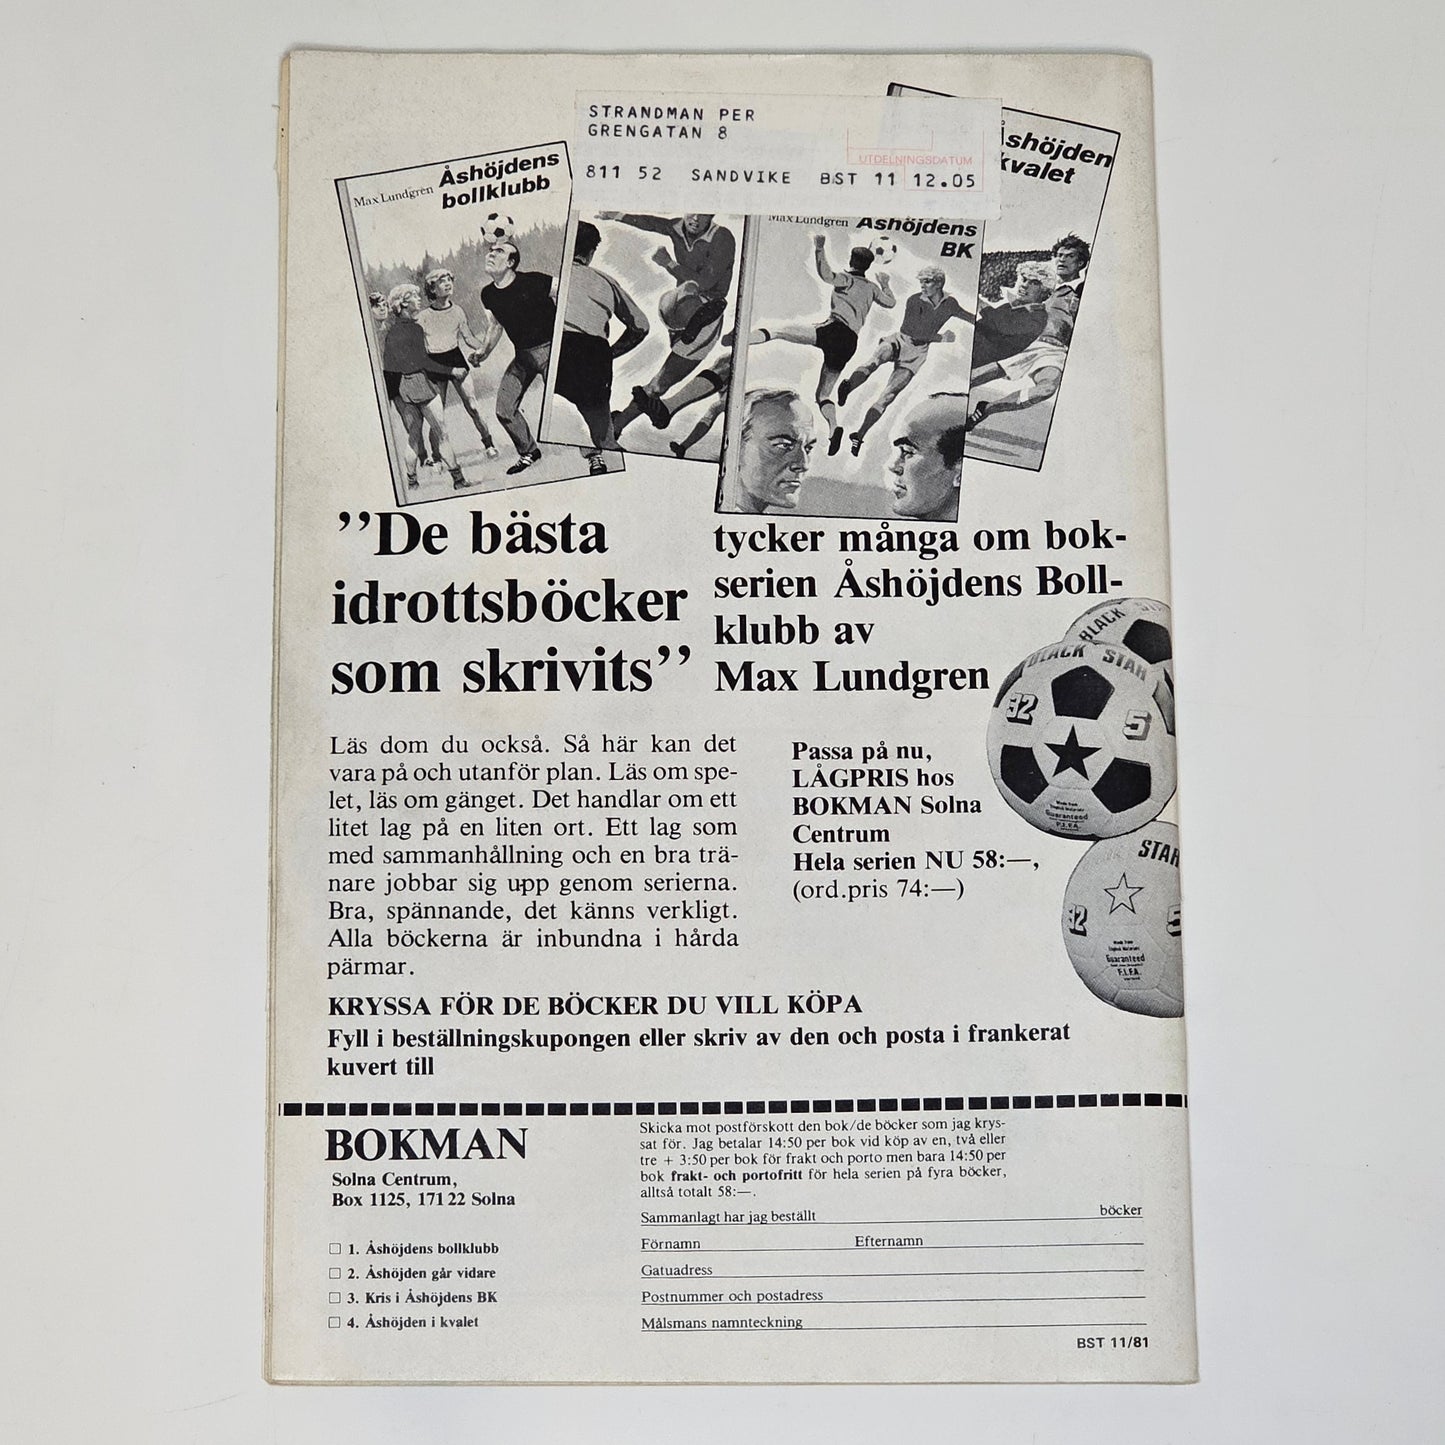 STRANDMAN PER
GRENGATAN 8
UTDELNINGSDATUM
811 52 SANDVIKE BST 11 12.05
Max Lundgren Åshöjdens
bollklubb
Max Lundgren Åshöjdens
BK
Åshöjden
kvalet
”De bästa
idrottsböcker
som skrivits”
tycker många om bok-
serien Åshöjdens Boll-
klubb av
Max Lundgren
BLACK
BLACK STAR
32 5
Made from
Guaranteed
F.I.F.A.
STAR
32 5
Made from
Guaranteed
F.I.F.A.
Läs dom du också. Så här kan det
vara på och utanför plan. Läs om spe-
let, läs om gänget. Det handlar om ett
litet lag på en liten ort. Ett lag som
med sammanhållning och en bra trä-
nare jobbar sig upp genom serierna.
Bra, spännande, det känns verkligt.
Alla böckerna är inbundna i hårda
pärmar.
Passa på nu,
LÅGPRIS hos
BOKMAN Solna
Centrum
Hela serien NU 58:—,
(ord.pris 74:—)
KRYSSA FÖR DE BÖCKER DU VILL KÖPA
Fyll i beställningskupongen eller skriv av den och posta i frankerat
kuvert till
BOKMAN
Solna Centrum,
Box 1125, 171 22 Solna
1. Åshöjdens bollklubb
2. Åshöjden går vidare
3. Kris i Åshöjdens BK
4. Åshöjden i kvalet
Skicka mot postförskott den bok/de böcker som jag krys-
sat för. Jag betalar 14:50 per bok vid köp av en, två eller
tre + 3:50 per bok för frakt och porto men bara 14:50 per
bok frakt- och portofritt för hela serien på fyra böcker,
alltså totalt 58:—.
Sammanlagt har jag beställt böcker
Förnamn Efternamn
Gatuadress
Postnummer och postadress
Målsmans namnteckning
BST 11/81